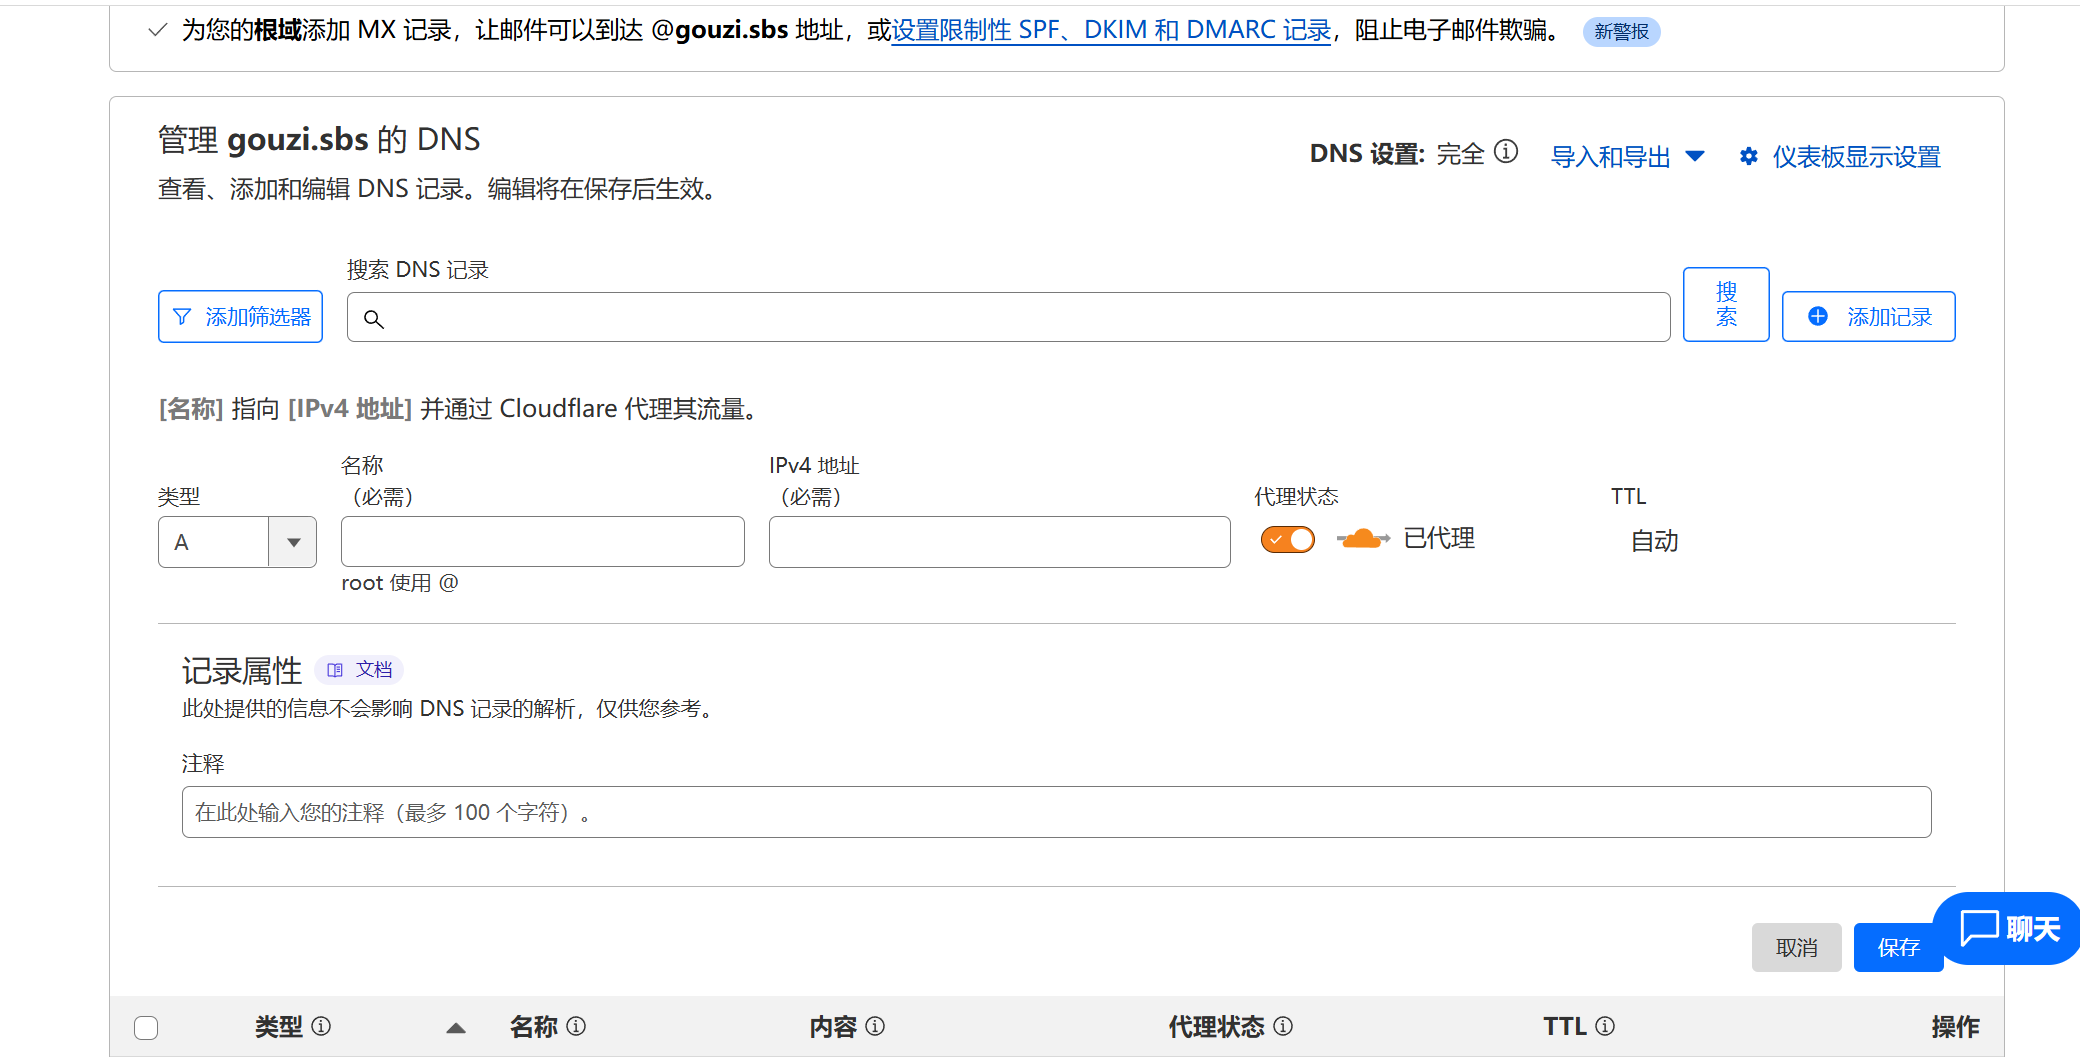 为您的根域添加 MX 记录，让邮件可以到达 @gouzi.sbs 地址，或设置限制性 SPF、DKIM 和 DMARC 记录，阻止电子邮件欺骗。 新警报
管理 gouzi.sbs 的 DNS
DNS 设置: 完全 导入和导出 仪表板显示设置
查看、添加和编辑 DNS 记录。编辑将在保存后生效。
搜索 DNS 记录
添加筛选器
搜索
添加记录
[名称] 指向 [IPv4 地址] 并通过 Cloudflare 代理其流量。
类型
名称
（必需）
IPv4 地址
（必需）
代理状态
TTL
A
已代理
自动
root 使用 @
记录属性 文档
此处提供的信息不会影响 DNS 记录的解析，仅供您参考。
注释
在此处输入您的注释（最多 100 个字符）。
聊天
取消 保存
类型 名称 内容 代理状态 TTL 操作